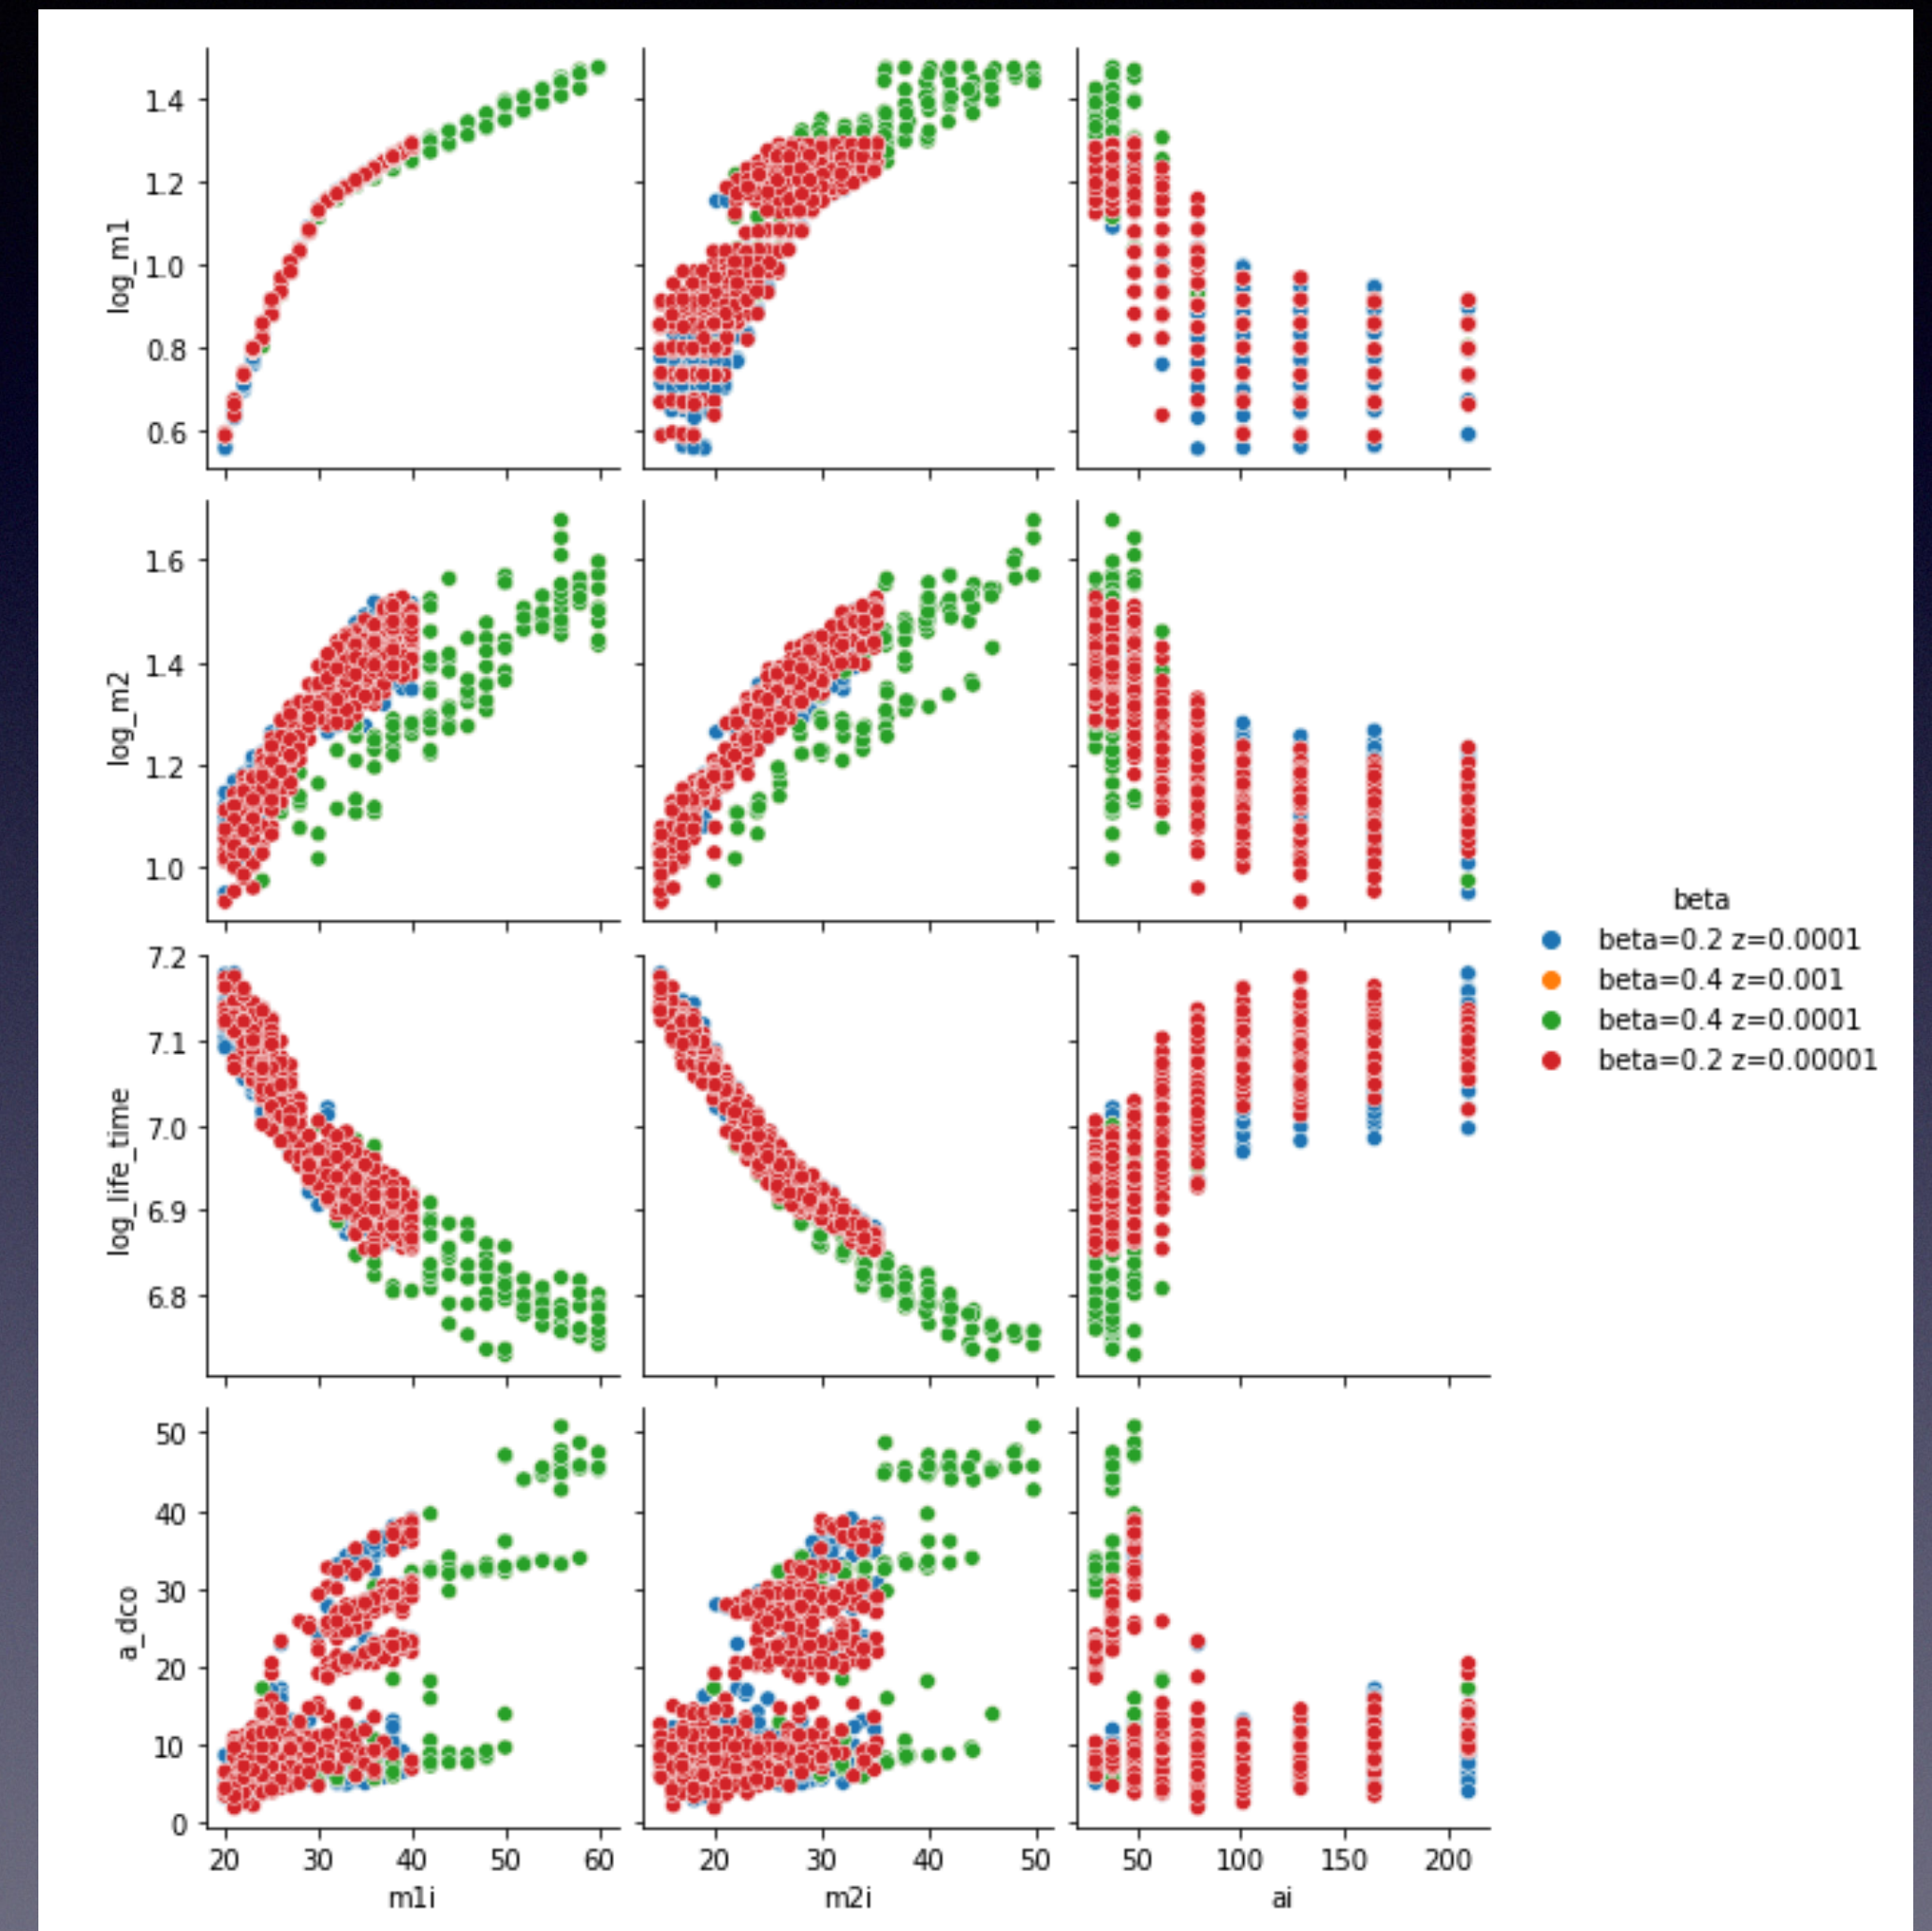 log_m1
1.4
1.2
1.0
0.8
0.6
log_m2
1.6
1.4
1.2
1.0
log_life_time
7.2
7.1
7.0
6.9
6.8
a_dco
50
40
30
20
10
0
20 30 40 50 60
m1i
20 30 40 50
m2i
50 100 150 200
ai
beta
beta=0.2 z=0.0001
beta=0.4 z=0.001
beta=0.4 z=0.0001
beta=0.2 z=0.00001